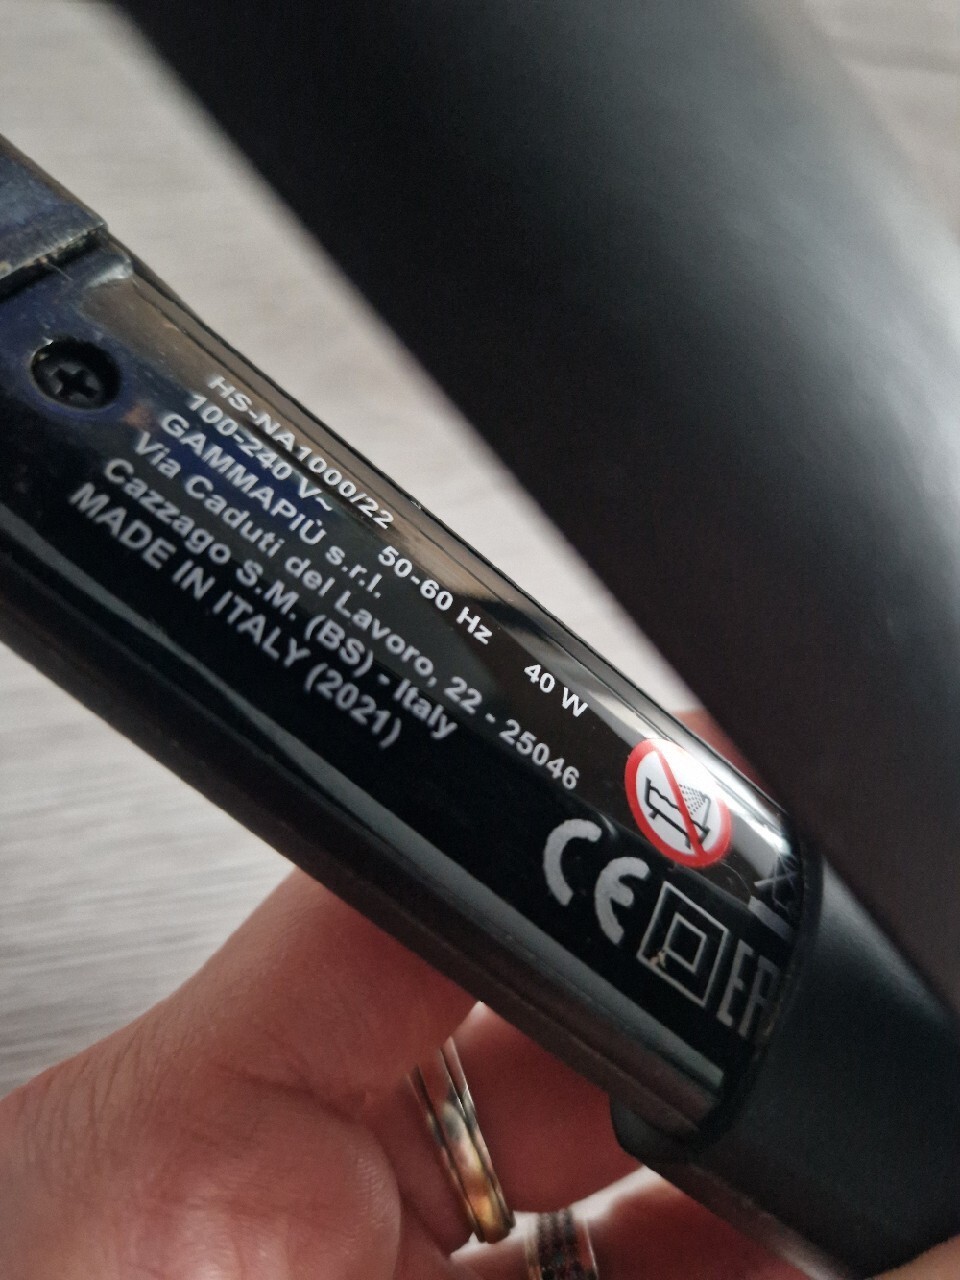 HS-NA1000/22
100-240 V~ 50-60 Hz 40 W
GAMMAPIÙ s.r.l.
Via Caduti del Lavoro, 22 - 25046
Cazzago S.M. (BS) - Italy
MADE IN ITALY (2021)
CE